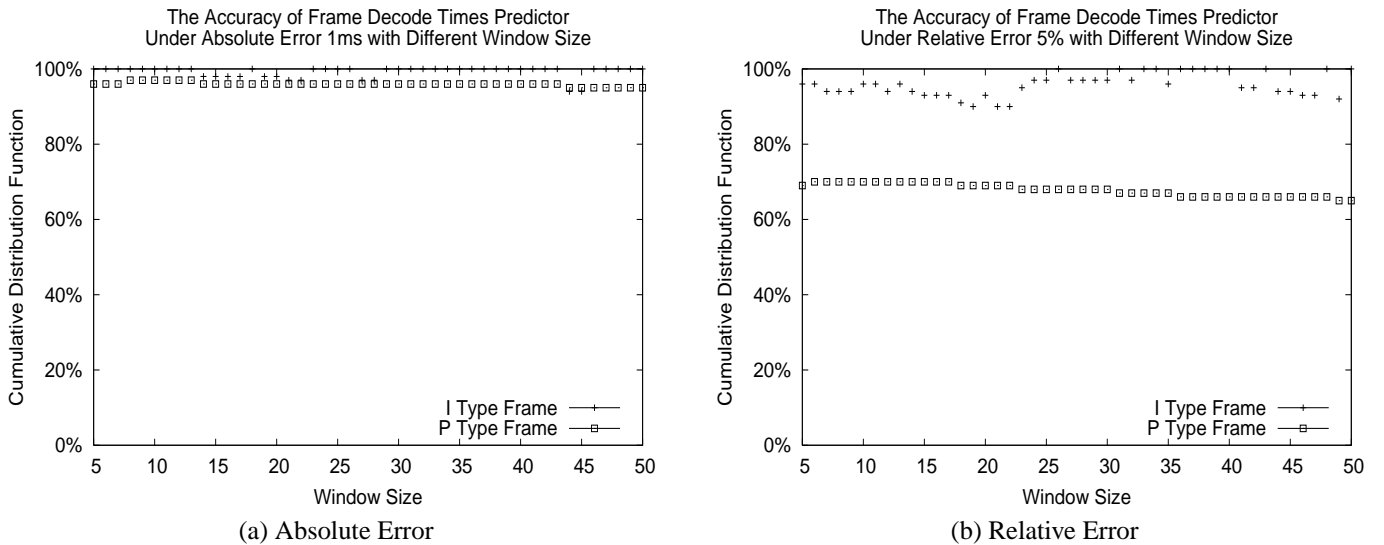 The Accuracy of Frame Decode Times Predictor
Under Absolute Error 1ms with Different Window Size
100%
80%
60%
40%
20%
0%
Cumulative Distribution Function
I Type Frame
P Type Frame
5 10 15 20 25 30 35 40 45 50
Window Size
(a) Absolute Error
The Accuracy of Frame Decode Times Predictor
Under Relative Error 5% with Different Window Size
100%
80%
60%
40%
20%
0%
Cumulative Distribution Function
I Type Frame
P Type Frame
5 10 15 20 25 30 35 40 45 50
Window Size
(b) Relative Error